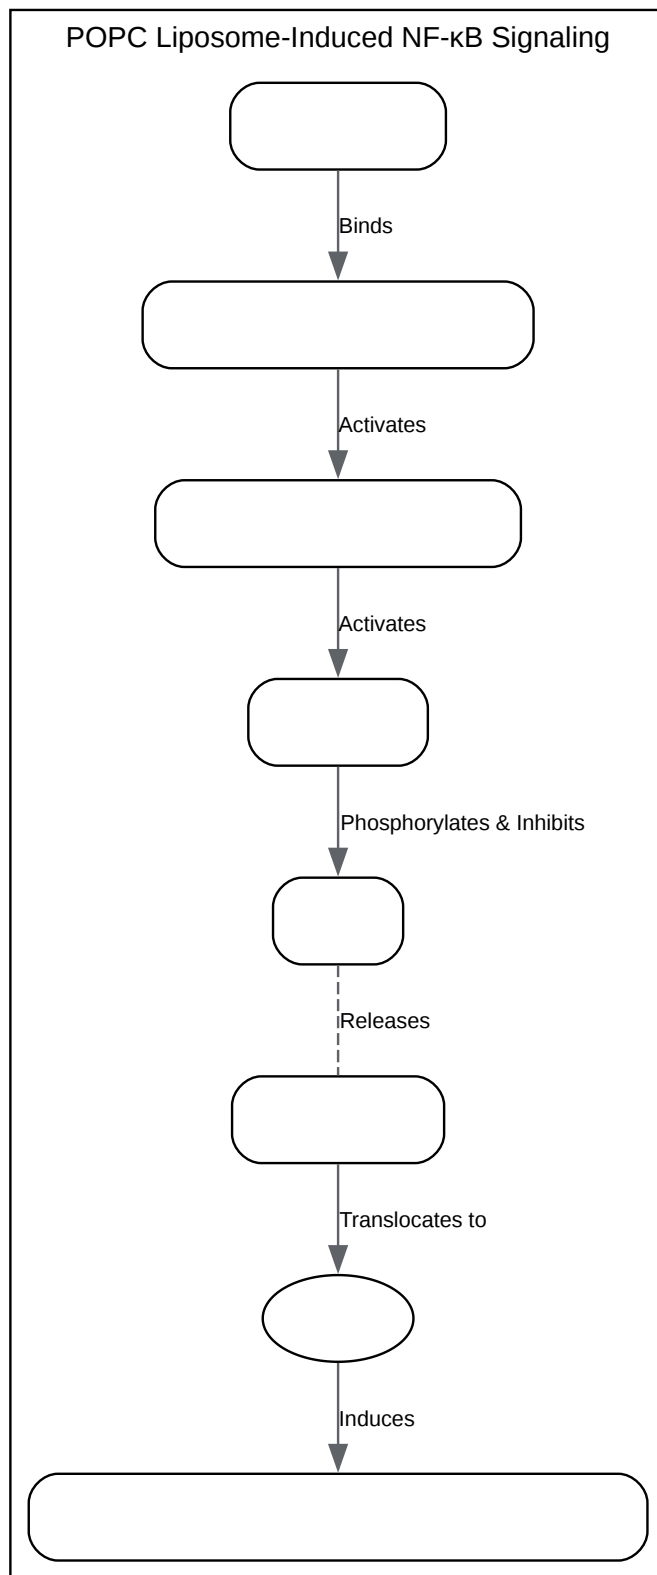 POPC Liposome-Induced NF-κB Signaling
Binds
Activates
Activates
Phosphorylates & Inhibits
Releases
Translocates to
Induces